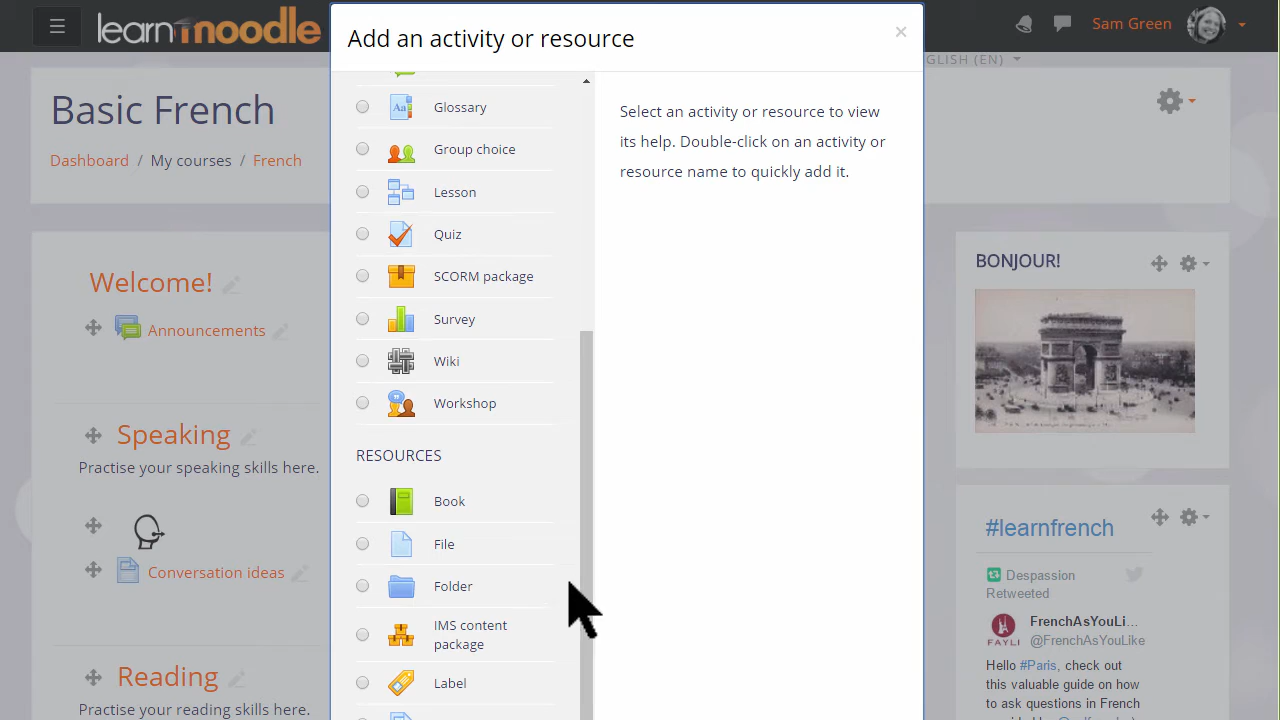 learn moodle
Sam Green
Add an activity or resource
×
Basic French
Dashboard / My courses / French
Glossary
Group choice
Lesson
Quiz
SCORM package
Survey
Wiki
Workshop
RESOURCES
Book
File
Folder
IMS content
package
Label
Select an activity or resource to view
its help. Double-click on an activity or
resource name to quickly add it.
Welcome!
Announcements
Speaking
Practise your speaking skills here.
Conversation ideas
Reading
Practise your reading skills here.
GLISH (EN)
BONJOUR!
#learnfrench
Despassion
Retweeted
FAYLI
FrenchAsYouLi...
@FrenchAsYouLike
Hello #Paris, check out
this valuable guide on how
to ask questions in French